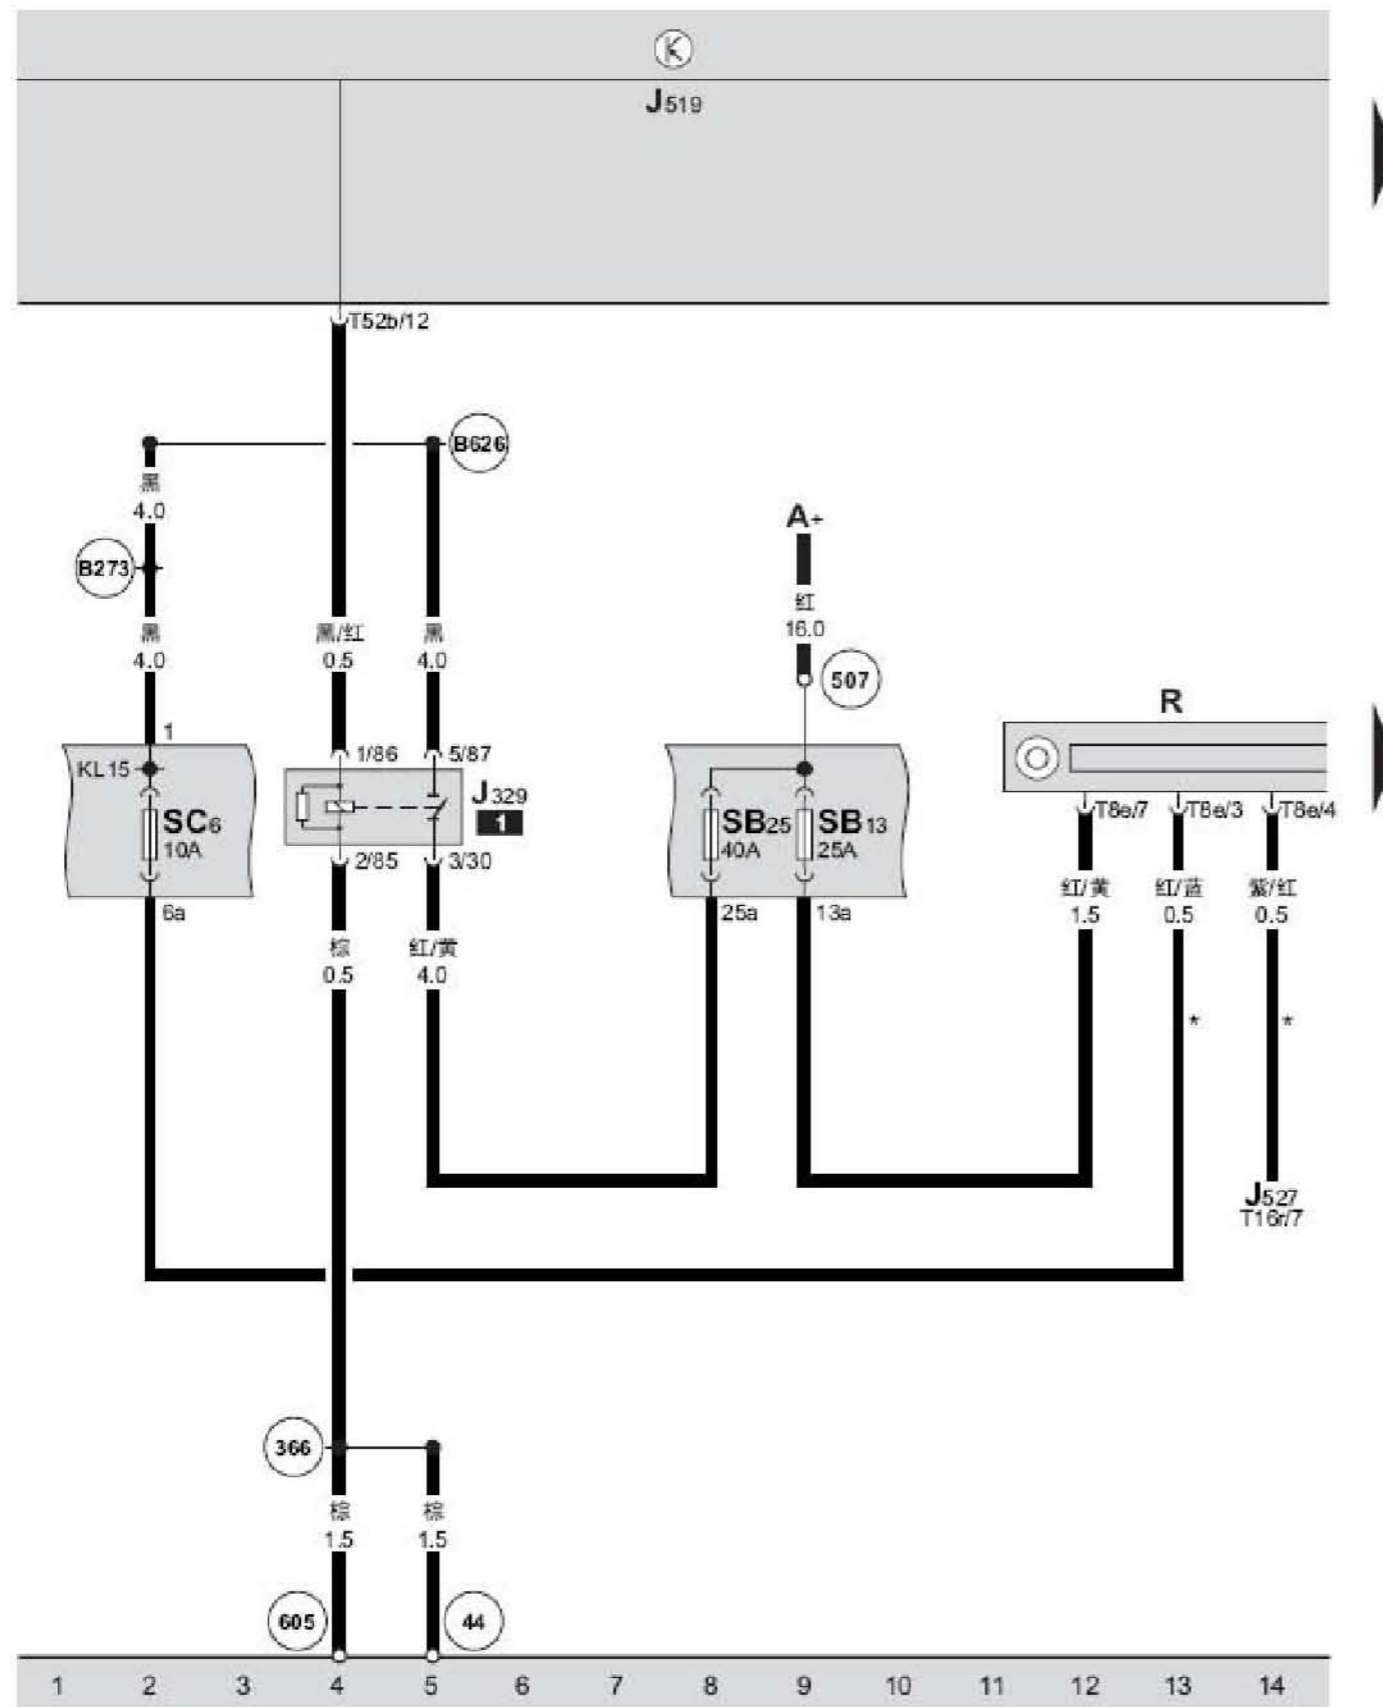 K
J519
T52b/12
B626
黑
4.0
A+
B273
红
16.0
黑
4.0
黑/红
0.5
黑
4.0
507
R
1
1/86
5/87
KL15
J329
1
SC6
10A
SB25
40A
SB13
25A
T8e/7
T8e/3
T8e/4
2/85
3/30
6a
25a
13a
红/黄
1.5
红/蓝
0.5
紫/红
0.5
棕
0.5
红/黄
4.0
*
*
J527
T16r/7
366
棕
1.5
棕
1.5
605
44
1 2 3 4 5 6 7 8 9 10 11 12 13 14